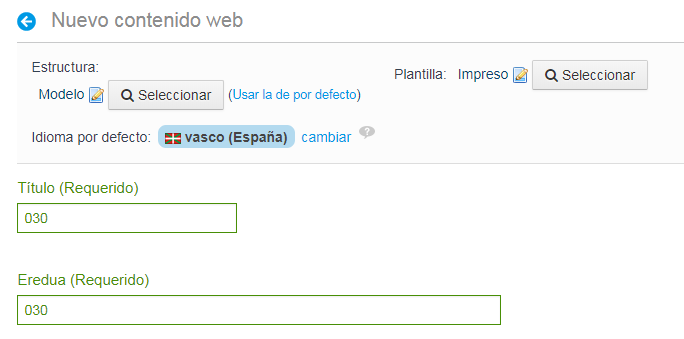 Nuevo contenido web
Estructura:
Modelo Seleccionar (Usar la de por defecto)
Plantilla: Impreso Seleccionar
Idioma por defecto: vasco (España) cambiar ?
Título (Requerido)
030
Eredua (Requerido)
030